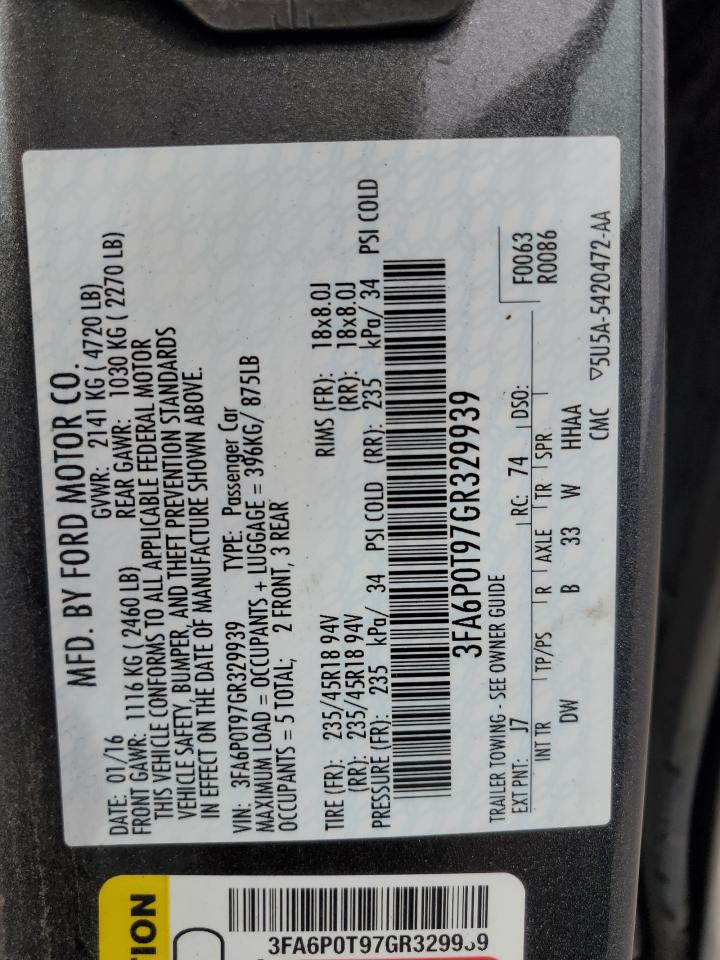 MFD. BY FORD MOTOR CO.
DATE: 01/16 GVWR: 2141 KG ( 4720 LB)
FRONT GAWR: 1116 KG ( 2460 LB) REAR GAWR: 1030 KG ( 2270 LB)
THIS VEHICLE CONFORMS TO ALL APPLICABLE FEDERAL MOTOR
VEHICLE SAFETY, BUMPER, AND THEFT PREVENTION STANDARDS
IN EFFECT ON THE DATE OF MANUFACTURE SHOWN ABOVE.
VIN: 3FA6P0T97GR329939 TYPE: Passenger Car
MAXIMUM LOAD = OCCUPANTS + LUGGAGE = 396KG/ 875LB
OCCUPANTS = 5 TOTAL; 2 FRONT, 3 REAR
TIRE (FR): 235/45R18 94V RIMS (FR): 18x8.0J
(RR): 235/45R18 94V (RR): 18x8.0J
PRESSURE (FR): 235 kPa/ 34 PSI COLD (RR): 235 kPa/ 34 PSI COLD
3FA6P0T97GR329939
TRAILER TOWING - SEE OWNER GUIDE F0063
EXT PNT: J7 RC: 74 DSO: R0086
INT TR TP/PS R AXLE TR SPR
DW B 33 W HHAA
CMC ▽5U5A-5420472-AA
TION
3FA6P0T97GR329939